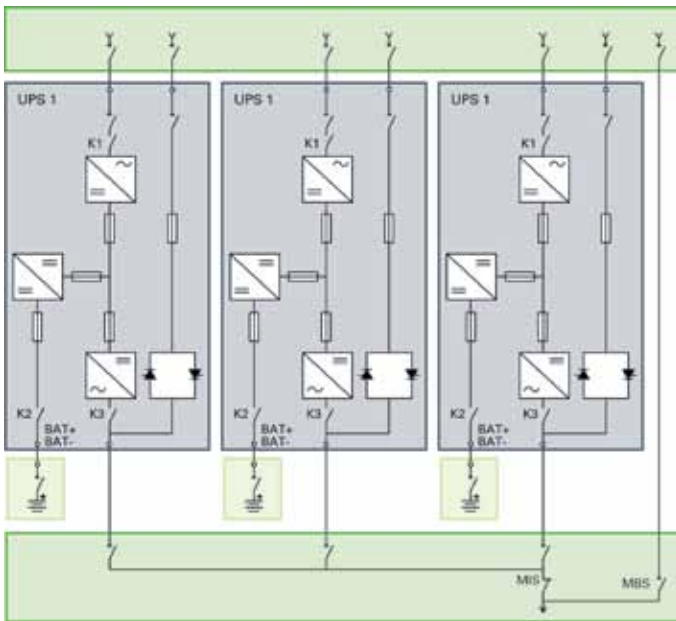 UPS 1
UPS 1
UPS 1
K1
K1
K1
K2
K3
K2
K3
K2
K3
BAT+
BAT-
BAT+
BAT-
BAT+
BAT-
MIS
MBS